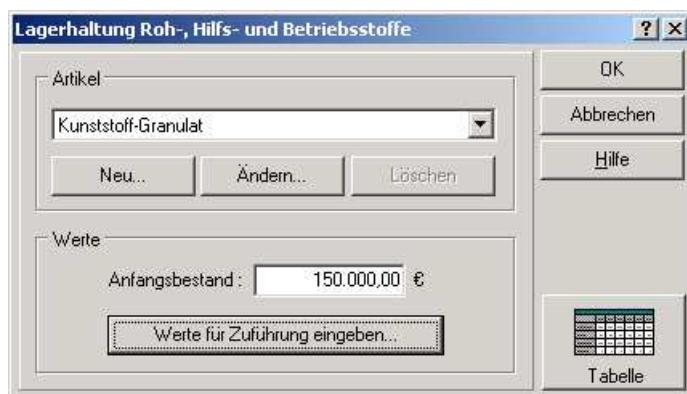 Lagerhaltung Roh-, Hilfs- und Betriebsstoffe
Artikel
Kunststoff-Granulat
Neu...
Ändern...
Löschen
Werte
Anfangsbestand : 150.000,00 €
Werte für Zuführung eingeben...
OK
Abbrechen
Hilfe
Tabelle